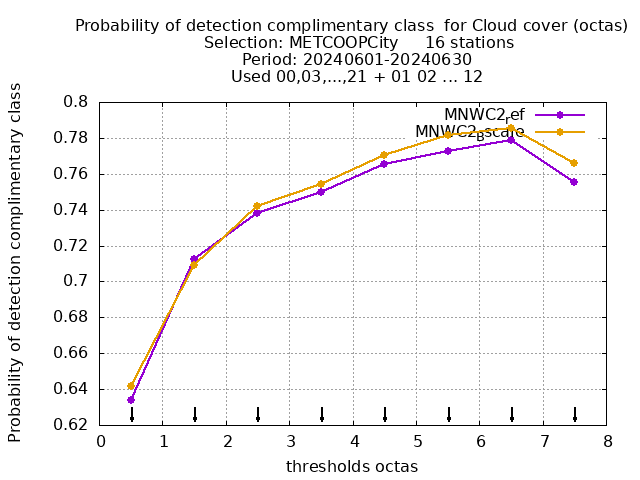 Probability of detection complimentary class  for Cloud cover (octas)
Selection: METCOOPCity     16 stations
Period: 20240601-20240630
Used 00,03,...,21 + 01 02 ... 12
Probability of detection complimentary class
0.8
0.78
0.76
0.74
0.72
0.7
0.68
0.66
0.64
0.62
MNWC2ref
MNWC2Bscale
0 1 2 3 4 5 6 7 8
thresholds octas